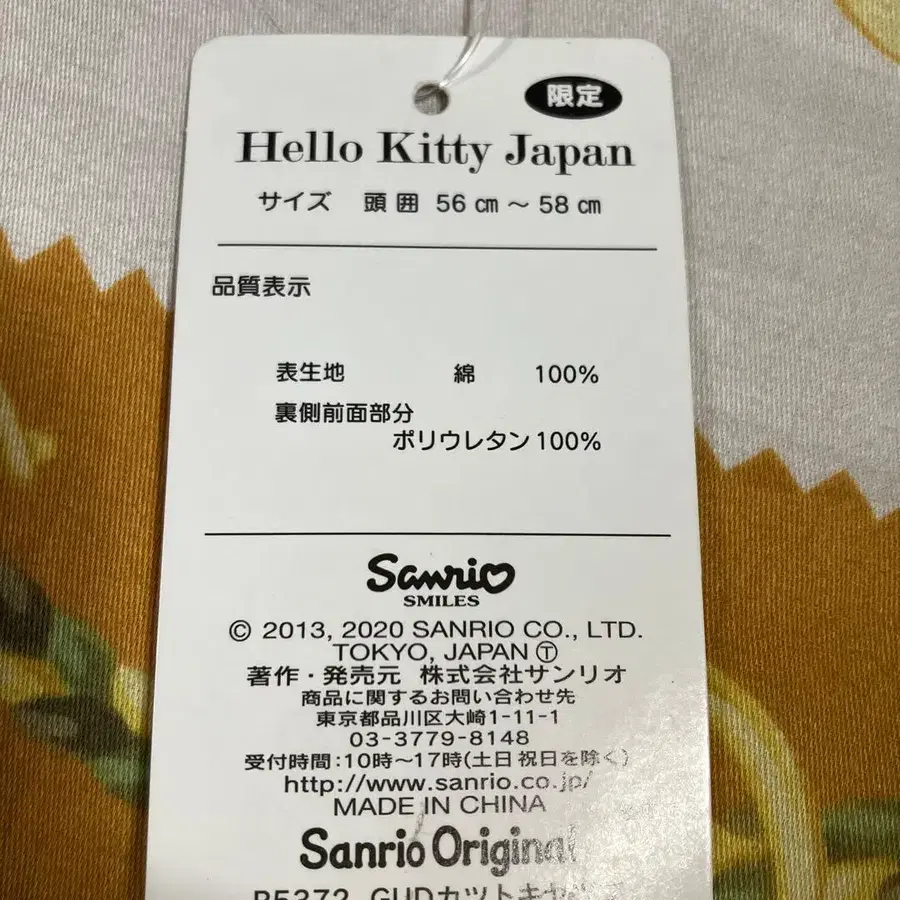 限定
Hello Kitty Japan
サイズ 頭囲 56㎝～58㎝
品質表示
表生地 綿 100%
裏側前面部分
ポリウレタン100%
Sanrio
SMILES
© 2013, 2020 SANRIO CO., LTD.
TOKYO, JAPAN Ⓣ
著作・発売元 株式会社サンリオ
商品に関するお問い合わせ先
東京都品川区大崎1-11-1
03-3779-8148
受付時間:10時～17時(土日祝日を除く)
http://www.sanrio.co.jp/
MADE IN CHINA
Sanrio Original